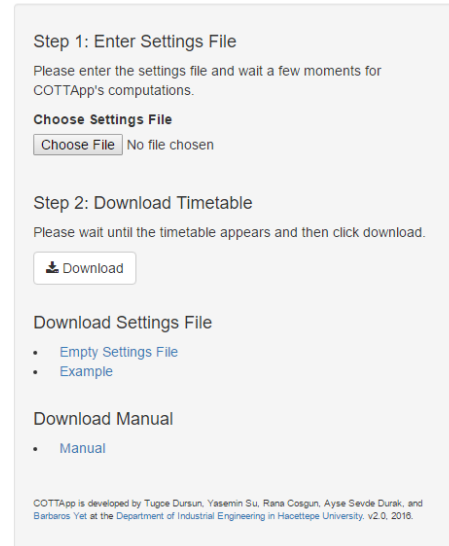 Step 1: Enter Settings File
Please enter the settings file and wait a few moments for
COTTApp's computations.
Choose Settings File
Choose File No file chosen
Step 2: Download Timetable
Please wait until the timetable appears and then click download.
Download
Download Settings File
• Empty Settings File
• Example
Download Manual
• Manual
COTTApp is developed by Tugce Dursun, Yasemin Su, Rana Cosgun, Ayse Sevde Durak, and
Barbaros Yet at the Department of Industrial Engineering in Hacettepe University. v2.0, 2016.